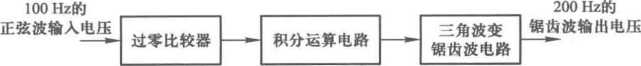 100 Hz的
正弦波输入电压
过零比较器
积分运算电路
三角波变
锯齿波电路
200 Hz的
锯齿波输出电压